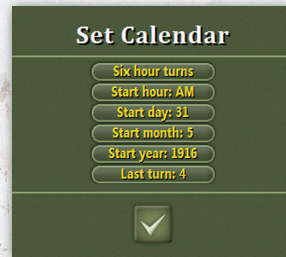 Set Calendar
Six hour turns
Start hour: AM
Start day: 31
Start month: 5
Start year: 1916
Last turn: 4